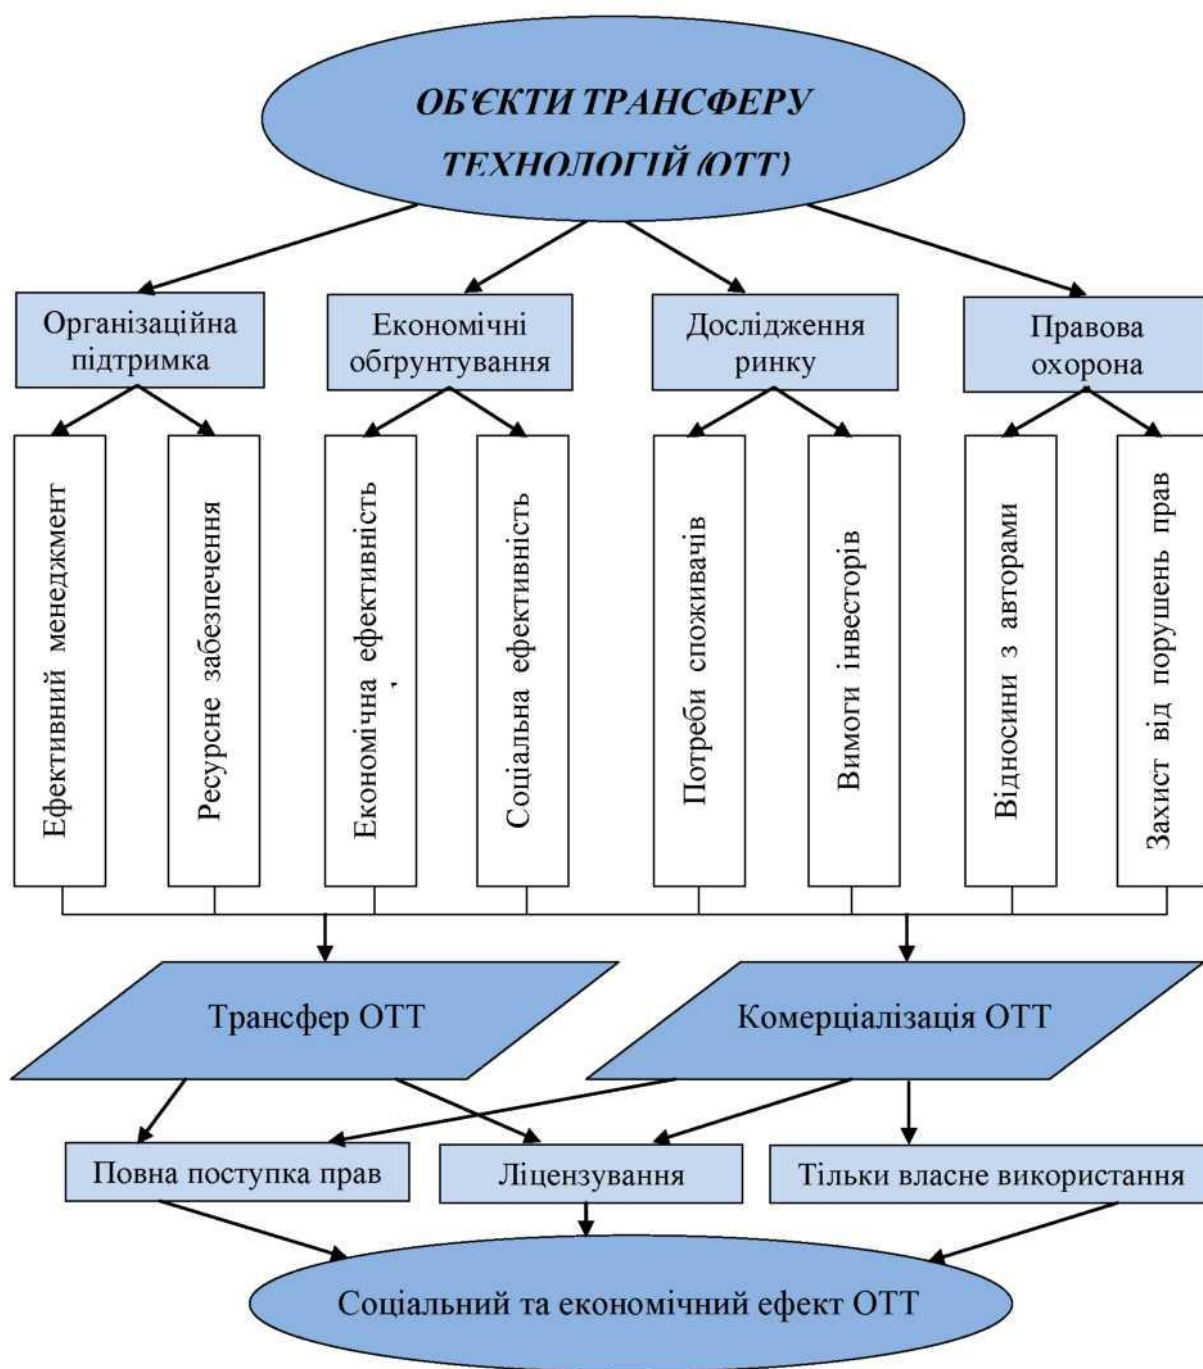 ОБ'ЄКТИ ТРАНСФЕРУ
ТЕХНОЛОГІЙ (ОТТ)
Організаційна
підтримка
Економічні
обґрунтування
Дослідження
ринку
Правова
охорона
Ефективний менеджмент
Ресурсне забезпечення
Економічна ефективність
Соціальна ефективність
Потреби споживачів
Вимоги інвесторів
Відносини з авторами
Захист від порушень прав
Трансфер ОТТ
Комерціалізація ОТТ
Повна поступка прав
Ліцензування
Тільки власне використання
Соціальний та економічний ефект ОТТ